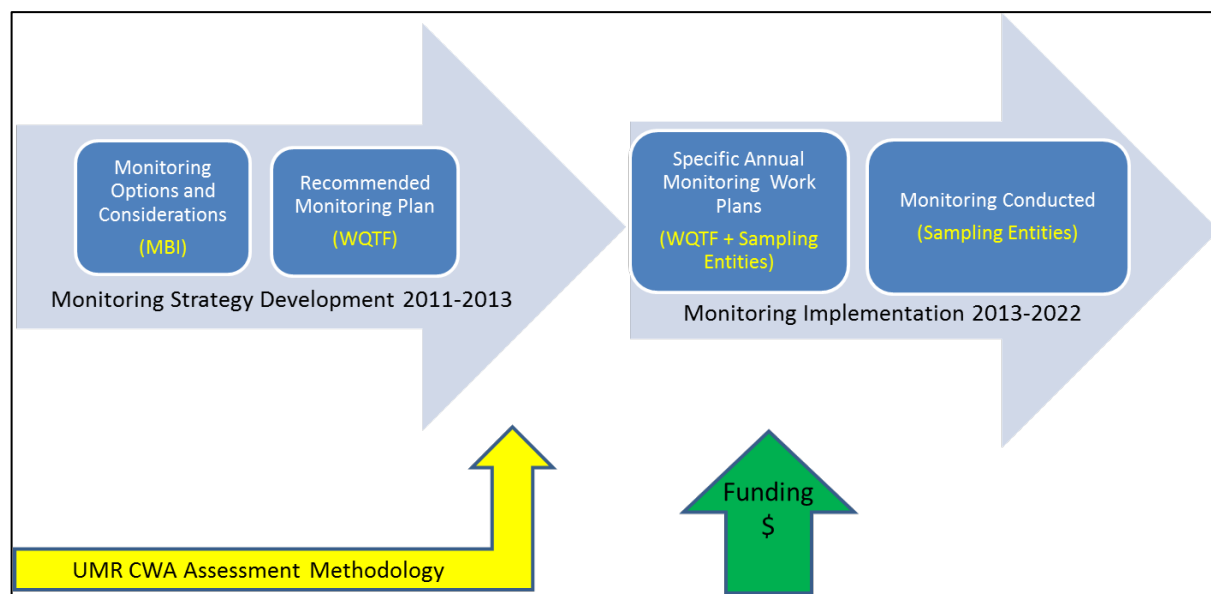 Monitoring
Options and
Considerations
(MBI)
Recommended
Monitoring Plan
(WQTF)
Monitoring Strategy Development 2011-2013
Specific Annual
Monitoring Work
Plans
(WQTF + Sampling
Entities)
Monitoring Conducted
(Sampling Entities)
Monitoring Implementation 2013-2022
UMR CWA Assessment Methodology
Funding
$